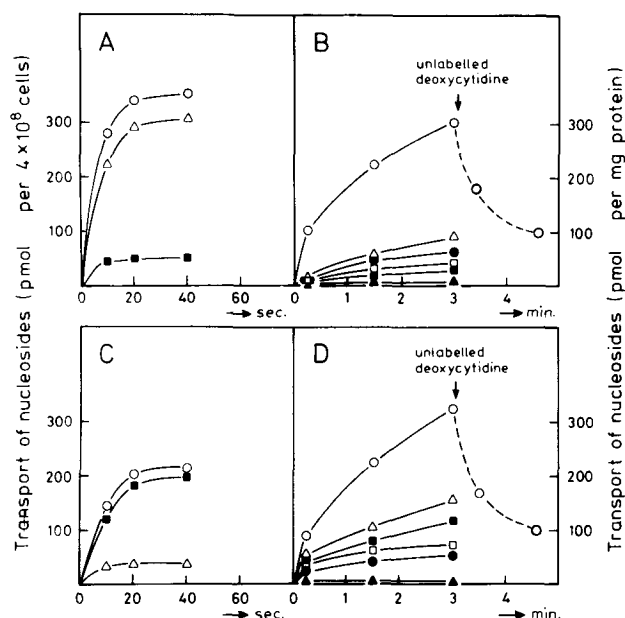 A
B
unlabelled
deoxycytidine
300
200
100
0 20 40 60
→ sec.
0 1 2 3 4
→ min.
300
200
100
C
D
unlabelled
deoxycytidine
300
200
100
0 20 40 60
→ sec.
0 1 2 3 4
→ min.
300
200
100
Transport of nucleosides (pmol per 4 × 10⁸ cells)
Transport of nucleosides (pmol per mg protein)